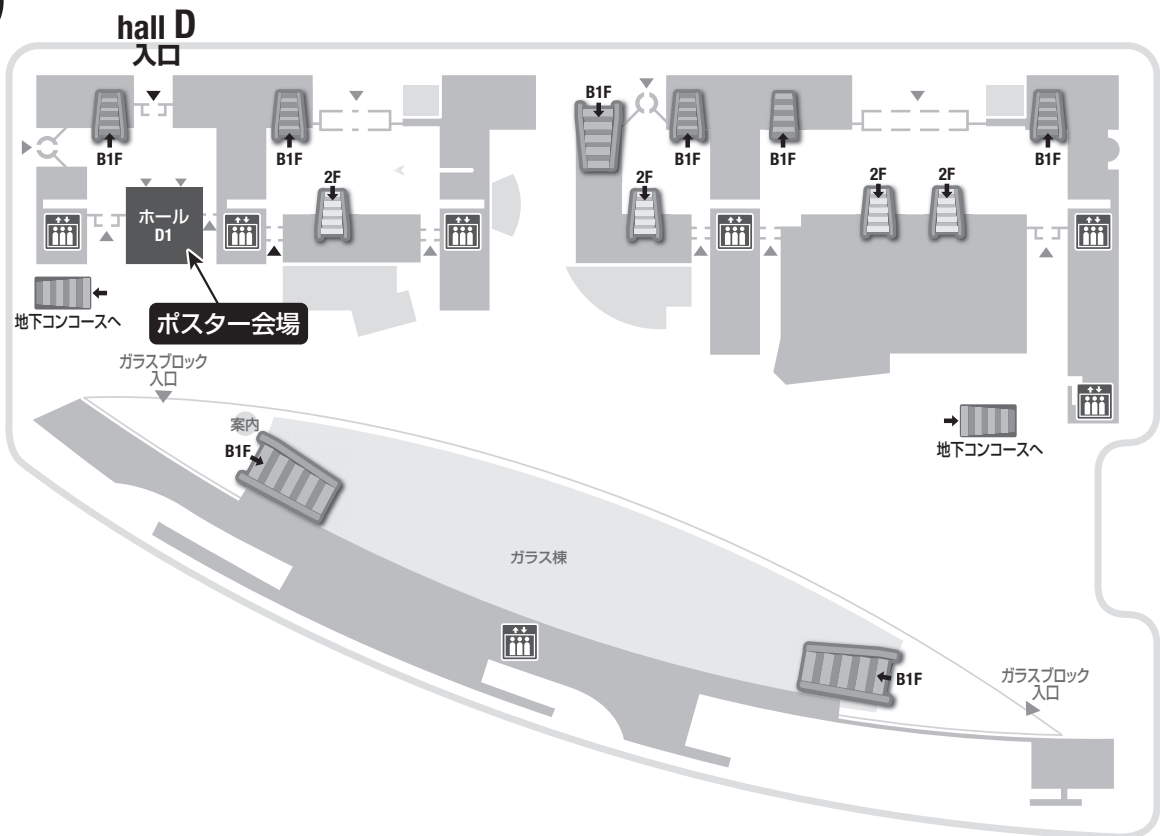 )
hall D
入口
B1F
B1F
B1F
B1F
B1F
B1F
2F
2F
2F
2F
ホール
D1
地下コンコースへ
ポスター会場
ガラスブロック
入口
案内
B1F
地下コンコースへ
ガラス棟
B1F
ガラスブロック
入口